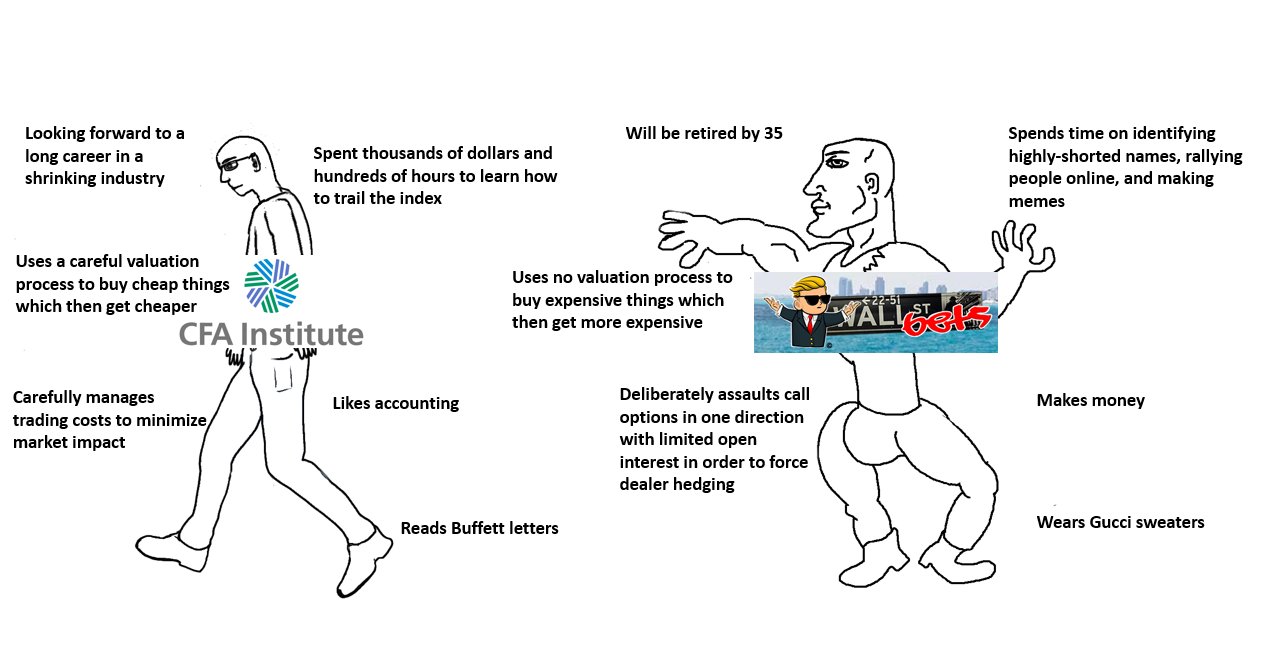 Looking forward to a
long career in a
shrinking industry
Spent thousands of dollars and
hundreds of hours to learn how
to trail the index
Uses a careful valuation
process to buy cheap things
which then get cheaper
CFA Institute
Carefully manages
trading costs to minimize
market impact
Likes accounting
Reads Buffett letters
Will be retired by 35
Spends time on identifying
highly-shorted names, rallying
people online, and making
memes
Uses no valuation process to
buy expensive things which
then get more expensive
←22-51
WALL ST
bets
©
Deliberately assaults call
options in one direction
with limited open
interest in order to force
dealer hedging
Makes money
Wears Gucci sweaters